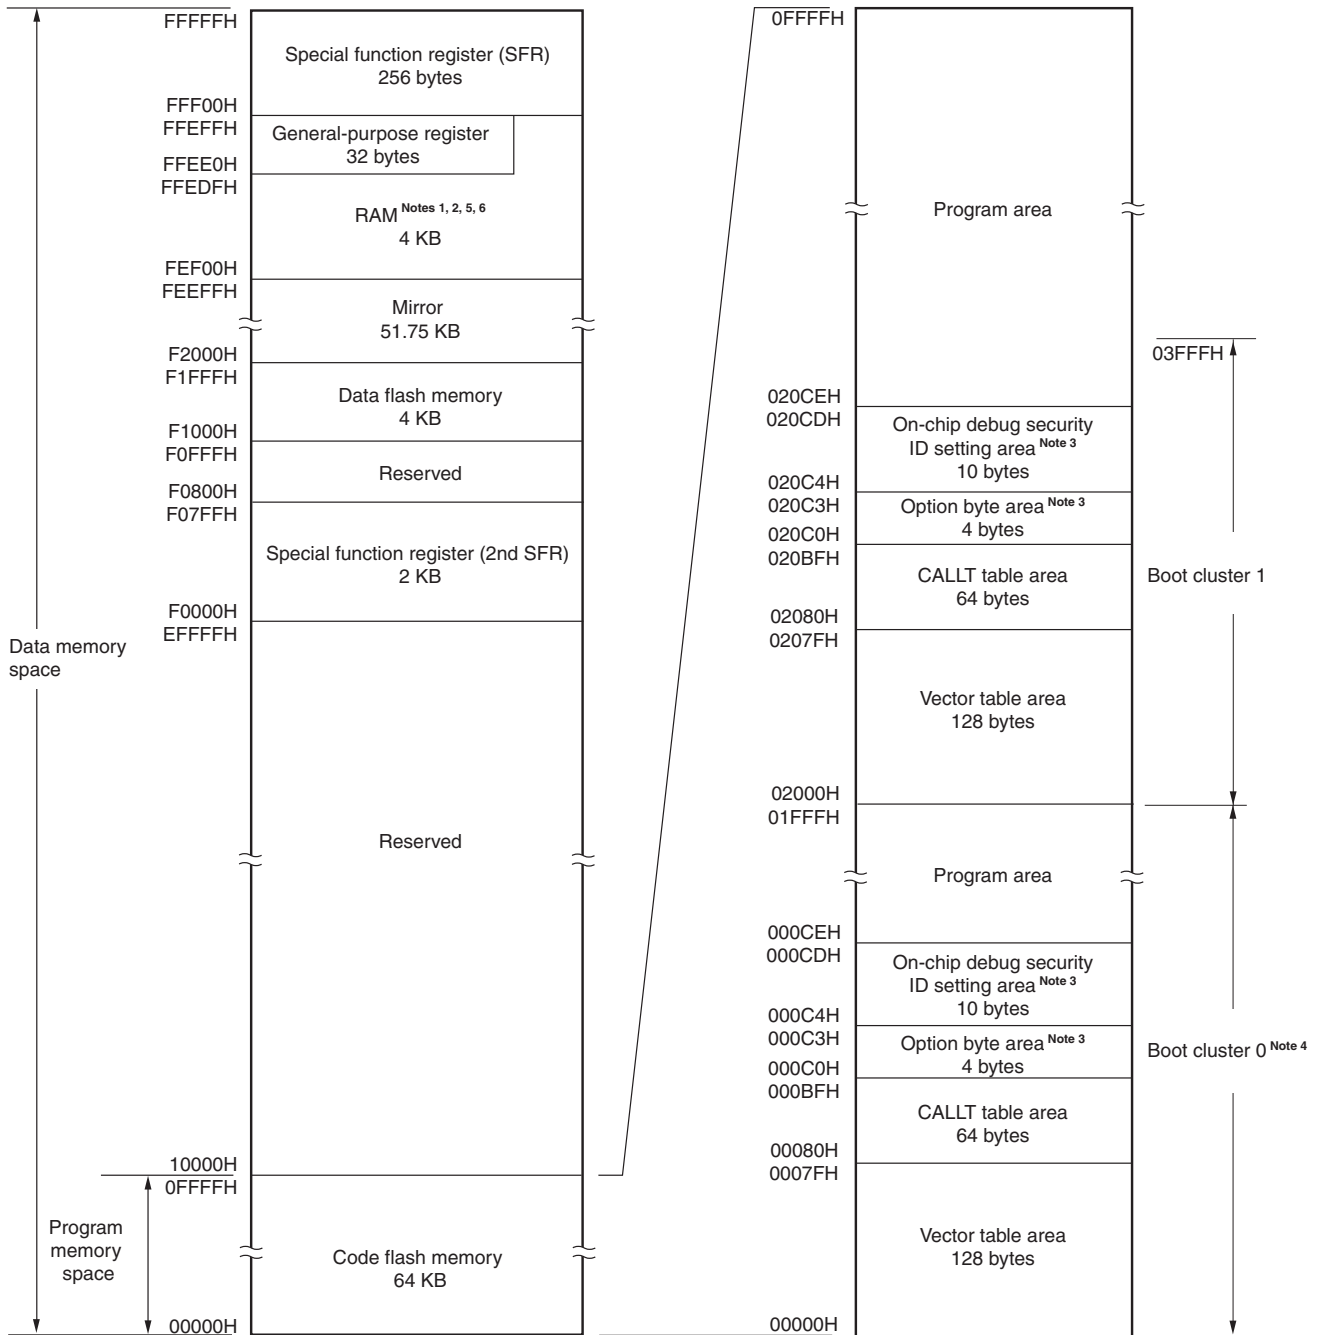 FFFFFH
Special function register (SFR)
256 bytes
FFF00H
FFEFFH
General-purpose register
32 bytes
FFEE0H
FFEDFH
RAM Notes 1, 2, 5, 6
4 KB
FEF00H
FEEFFH
Mirror
51.75 KB
F2000H
F1FFFH
Data flash memory
4 KB
F1000H
F0FFFH
Reserved
F0800H
F07FFH
Special function register (2nd SFR)
2 KB
F0000H
EFFFFH
Data memory
space
Reserved
10000H
0FFFFH
Program
memory
space
Code flash memory
64 KB
00000H
0FFFFH
Program area
03FFFH
020CEH
020CDH
On-chip debug security
ID setting area Note 3
10 bytes
020C4H
020C3H
Option byte area Note 3
4 bytes
020C0H
020BFH
CALLT table area
64 bytes
Boot cluster 1
02080H
0207FH
Vector table area
128 bytes
02000H
01FFFH
Program area
000CEH
000CDH
On-chip debug security
ID setting area Note 3
10 bytes
000C4H
000C3H
Option byte area Note 3
4 bytes
Boot cluster 0 Note 4
000C0H
000BFH
CALLT table area
64 bytes
00080H
0007FH
Vector table area
128 bytes
00000H